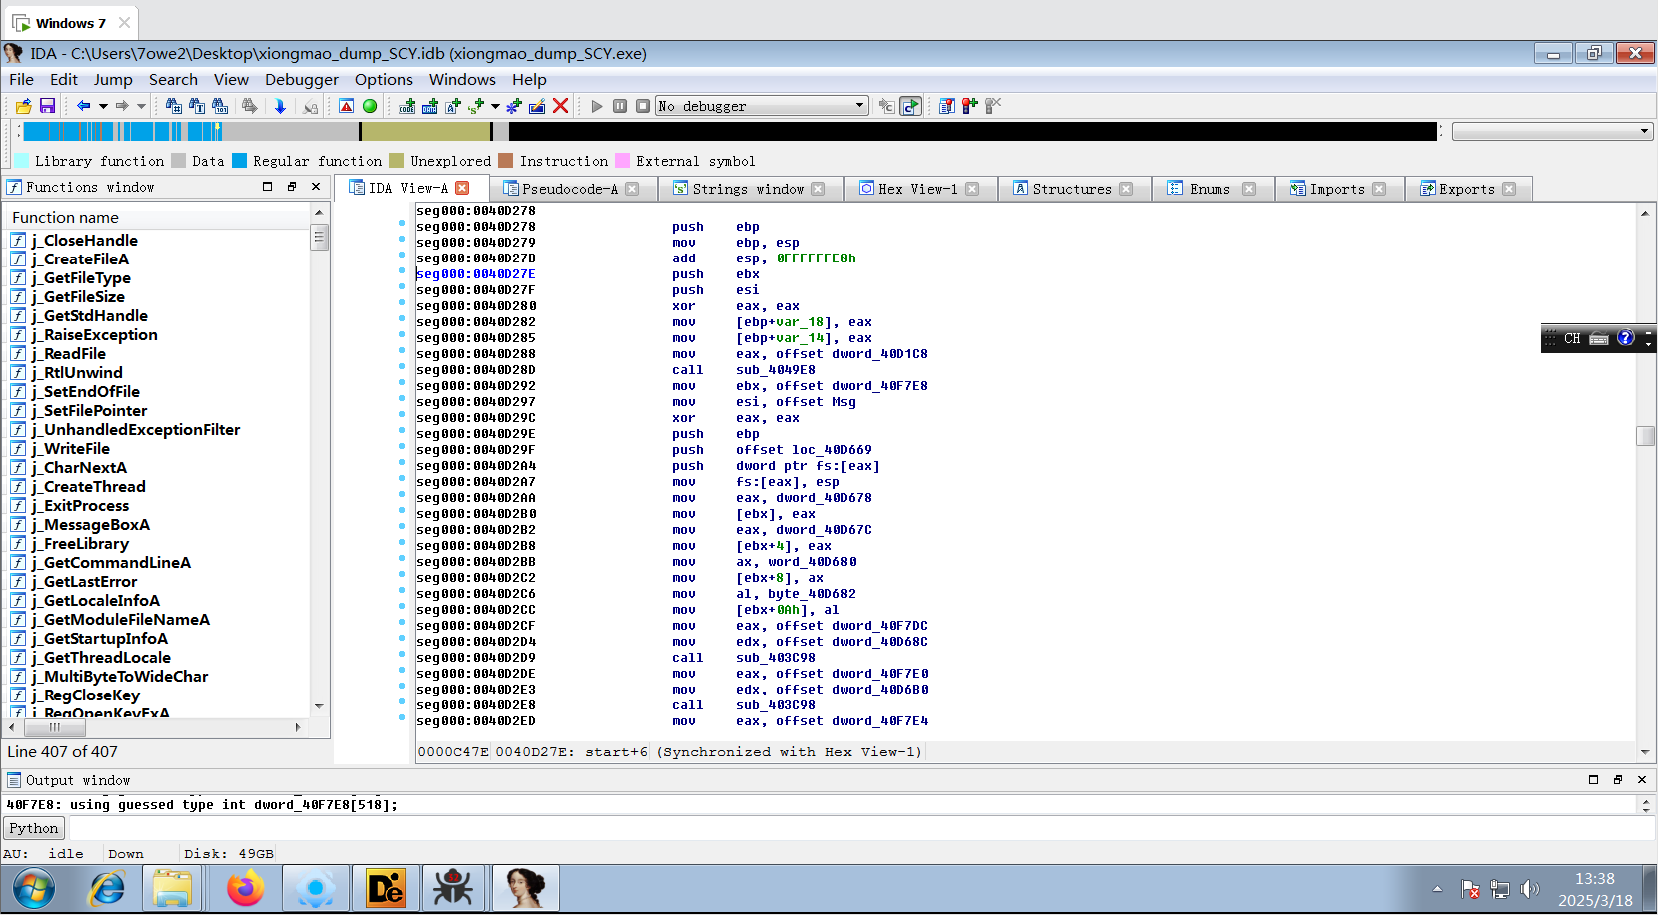 Windows 7
IDA - C:\Users\7owe2\Desktop\xiongmao_dump_SCY.idb (xiongmao_dump_SCY.exe)
File Edit Jump Search View Debugger Options Windows Help
No debugger
Library function Data Regular function Unexplored Instruction External symbol
Functions window
IDA View-A Pseudocode-A Strings window Hex View-1 Structures Enums Imports Exports
Function name
j_CloseHandle
j_CreateFileA
j_GetFileType
j_GetFileSize
j_GetStdHandle
j_RaiseException
j_ReadFile
j_RtlUnwind
j_SetEndOfFile
j_SetFilePointer
j_UnhandledExceptionFilter
j_WriteFile
j_CharNextA
j_CreateThread
j_ExitProcess
j_MessageBoxA
j_FreeLibrary
j_GetCommandLineA
j_GetLastError
j_GetLocaleInfoA
j_GetModuleFileNameA
j_GetStartupInfoA
j_GetThreadLocale
j_MultiByteToWideChar
j_RegCloseKey
j_RegOpenKeyExA
Line 407 of 407
seg000:0040D278
seg000:0040D278 push ebp
seg000:0040D279 mov ebp, esp
seg000:0040D27D add esp, 0FFFFFFE8h
seg000:0040D27E push ebx
seg000:0040D27F push esi
seg000:0040D280 xor eax, eax
seg000:0040D282 mov [ebp+var_18], eax
seg000:0040D285 mov [ebp+var_14], eax
seg000:0040D288 mov eax, offset dword_40D1C8
seg000:0040D28D call sub_4049E8
seg000:0040D292 mov ebx, offset dword_40F7E8
seg000:0040D297 mov esi, offset Msg
seg000:0040D29C xor eax, eax
seg000:0040D29E push ebp
seg000:0040D29F push offset loc_40D669
seg000:0040D2A4 push dword ptr fs:[eax]
seg000:0040D2A7 mov fs:[eax], esp
seg000:0040D2AA mov eax, dword_40D678
seg000:0040D2B0 mov [ebx], eax
seg000:0040D2B2 mov eax, dword_40D67C
seg000:0040D2B8 mov [ebx+4], eax
seg000:0040D2BB mov ax, word_40D680
seg000:0040D2C2 mov [ebx+8], ax
seg000:0040D2C6 mov al, byte_40D682
seg000:0040D2CC mov [ebx+0Ah], al
seg000:0040D2CF mov eax, offset dword_40F7DC
seg000:0040D2D4 mov edx, offset dword_40D68C
seg000:0040D2D9 call sub_403C98
seg000:0040D2DE mov eax, offset dword_40F7E0
seg000:0040D2E3 mov edx, offset dword_40D6B0
seg000:0040D2E8 call sub_403C98
seg000:0040D2ED mov eax, offset dword_40F7E4
0000C47E 0040D27E: start+6 (Synchronized with Hex View-1)
CH
Output window
40F7E8: using guessed type int dword_40F7E8[518];
Python
AU: idle Down Disk: 49GB
13:38
2025/3/18